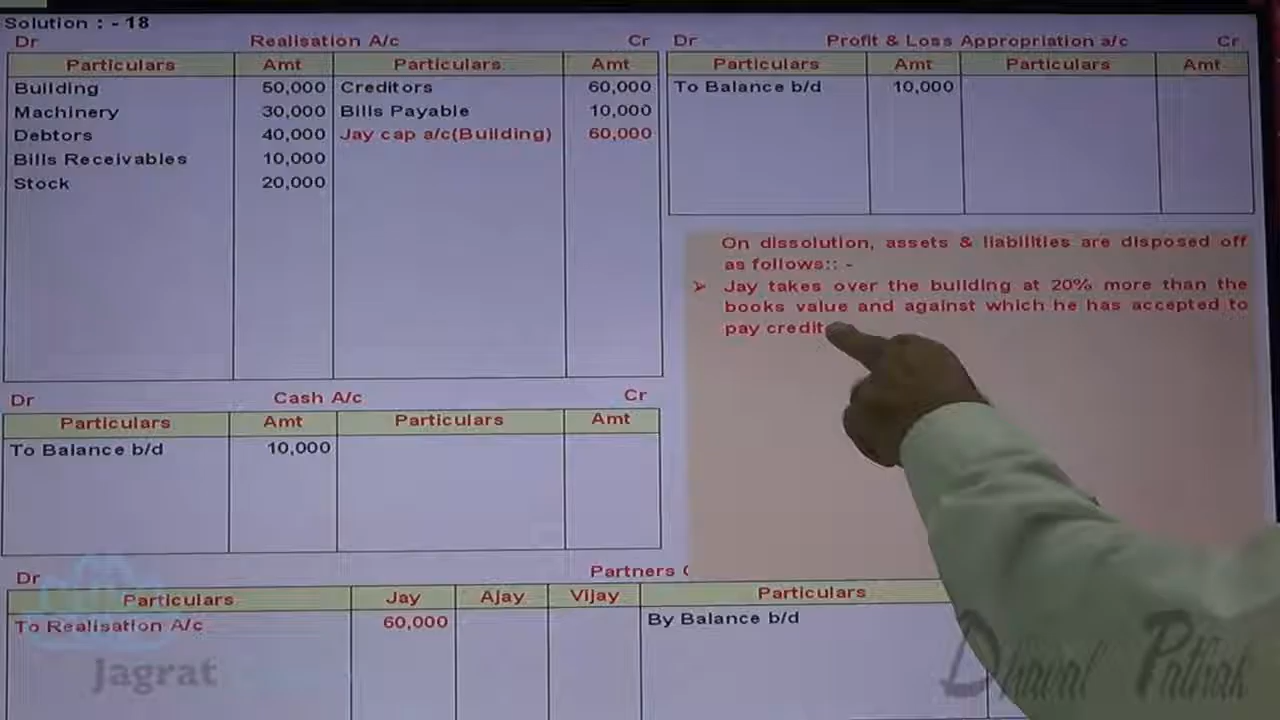 Solution : - 18
Dr Realisation A/c Cr
Particulars Amt Particulars Amt
Building 50,000 Creditors 60,000
Machinery 30,000 Bills Payable 10,000
Debtors 40,000 Jay cap a/c(Building) 60,000
Bills Receivables 10,000
Stock 20,000
Dr Profit & Loss Appropriation a/c Cr
Particulars Amt Particulars Amt
To Balance b/d 10,000
On dissolution, assets & liabilities are disposed off
as follows:: -
➢ Jay takes over the building at 20% more than the
books value and against which he has accepted to
pay credit
Dr Cash A/c Cr
Particulars Amt Particulars Amt
To Balance b/d 10,000
Dr Partners
Particulars Jay Ajay Vijay Particulars
To Realisation A/c 60,000 By Balance b/d
Jagrat
Dhaval Pathak